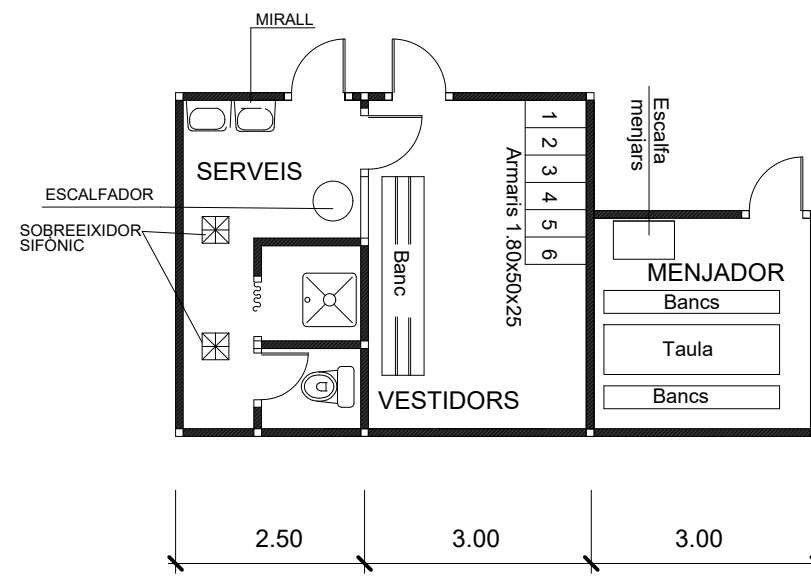 MIRALL
SERVEIS
ESCALFADOR
SOBREEIXIDOR
SIFÒNIC
Banc
VESTIDORS
1
2
3
4
5
6
Armaris 1.80x50x25
Escalfa
menjars
MENJADOR
Bancs
Taula
Bancs
2.50
3.00
3.00